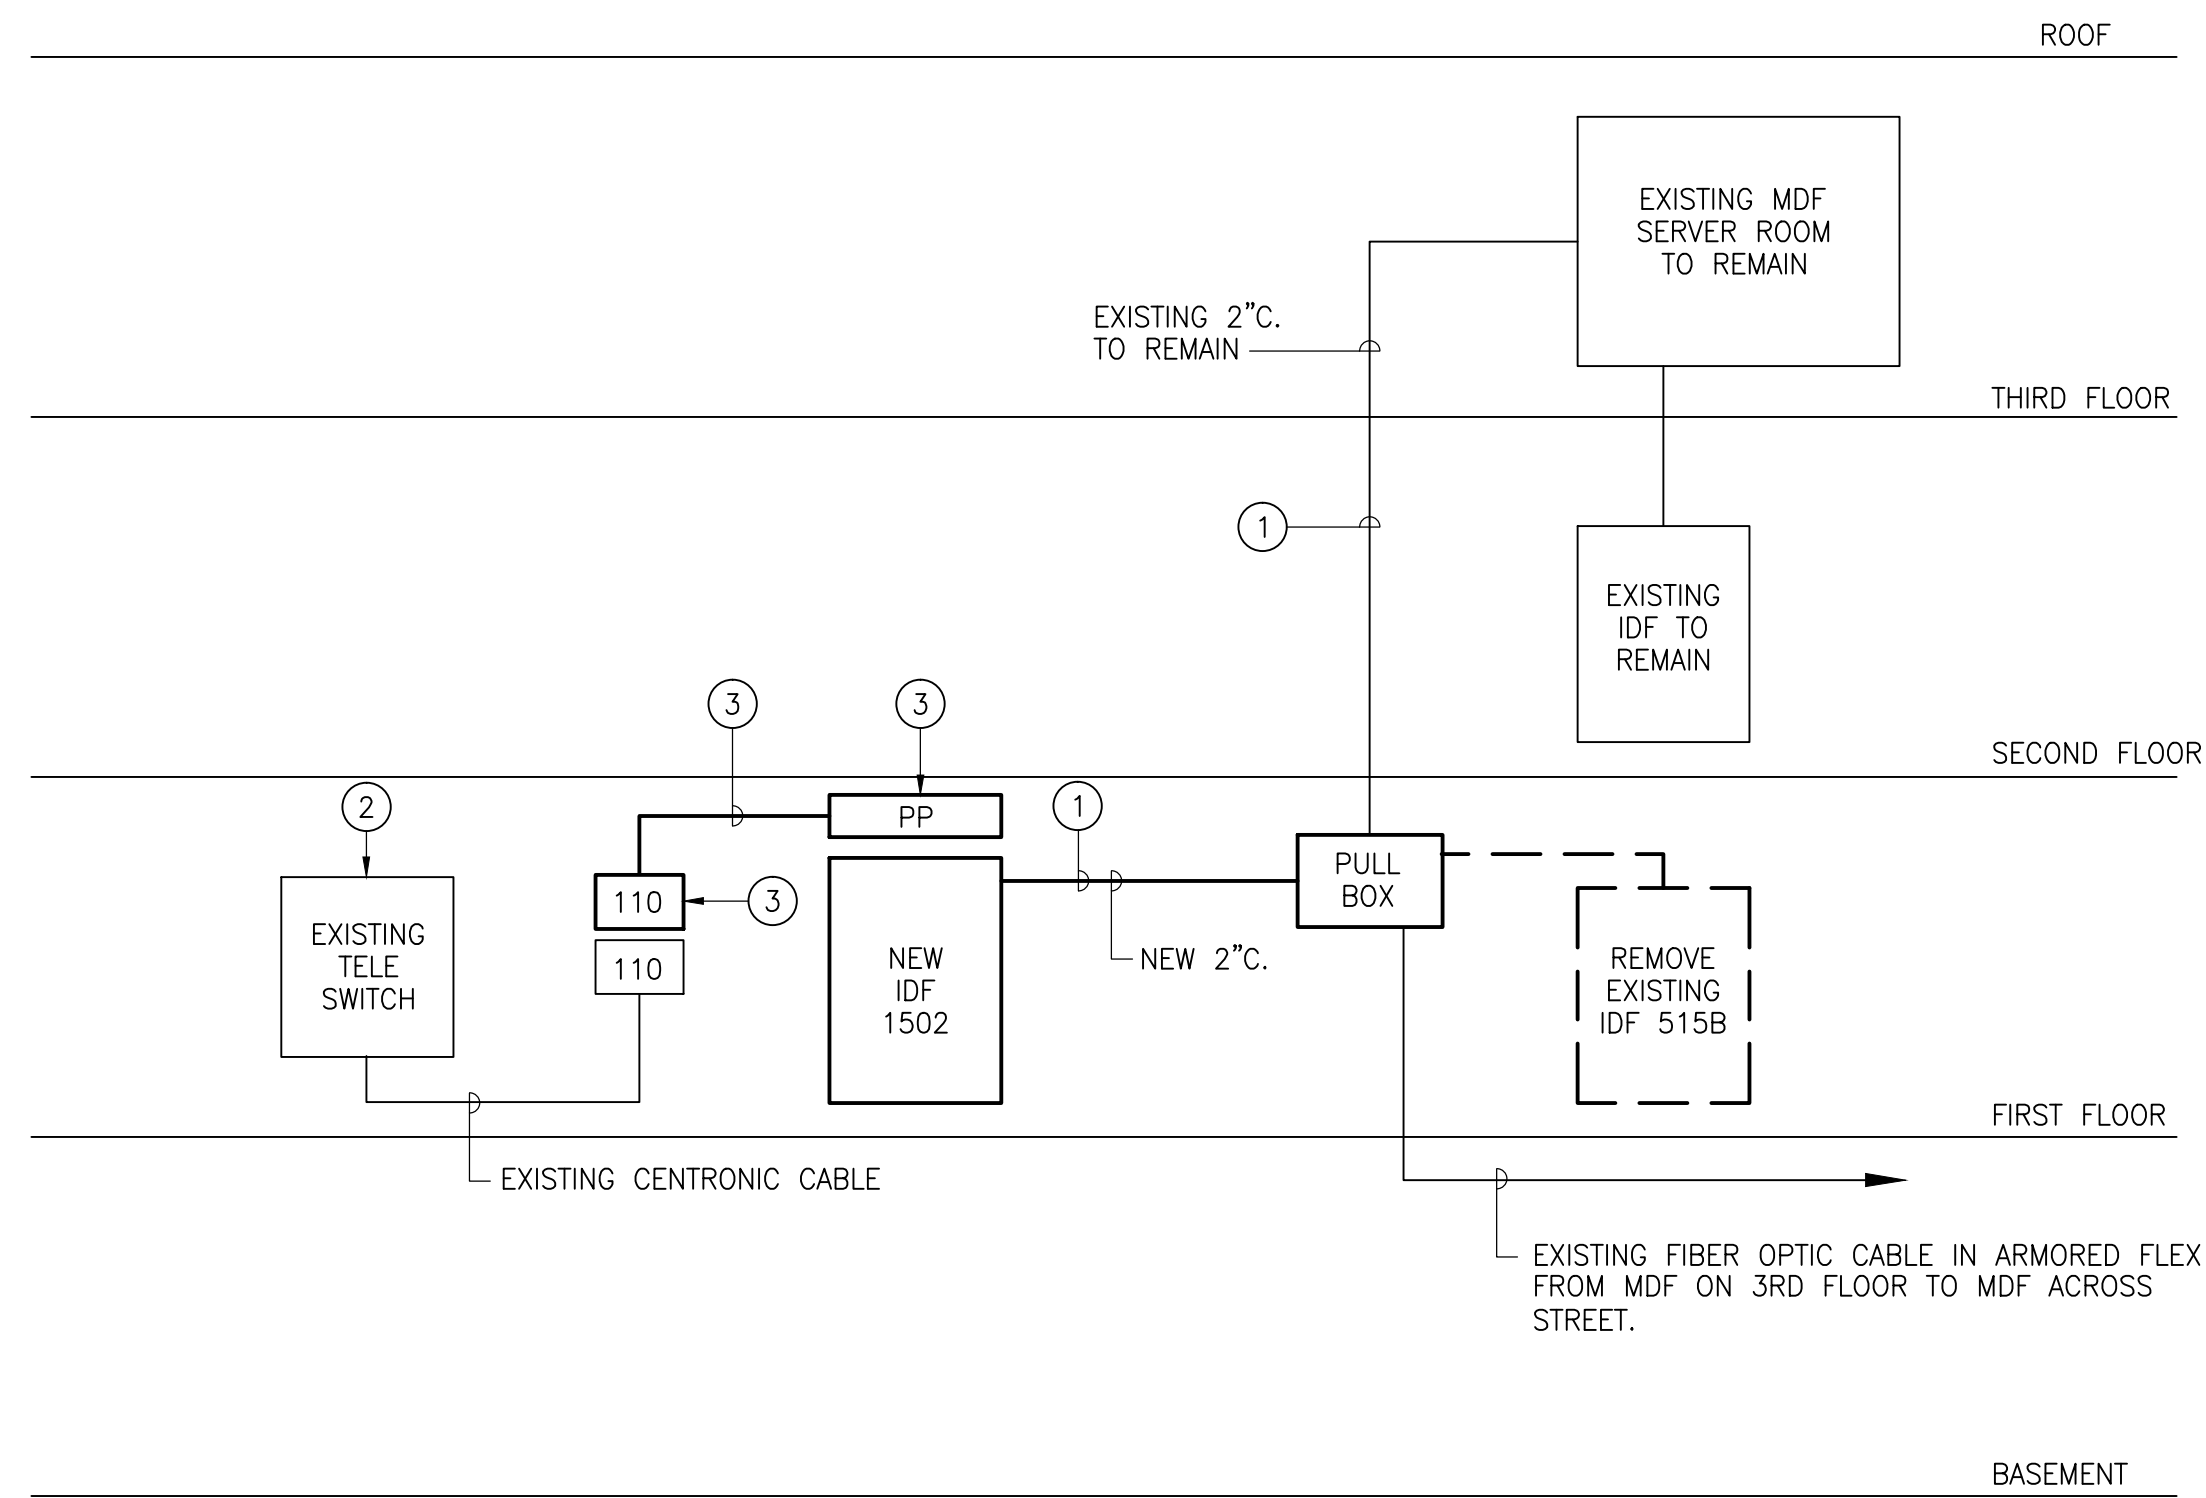 ROOF
EXISTING MDF
SERVER ROOM
TO REMAIN
EXISTING 2"C.
TO REMAIN
THIRD FLOOR
1
EXISTING
IDF TO
REMAIN
3
3
SECOND FLOOR
2
PP
1
PULL
BOX
110
3
EXISTING
TELE
SWITCH
110
NEW
IDF
1502
NEW 2"C.
REMOVE
EXISTING
IDF 515B
FIRST FLOOR
EXISTING CENTRONIC CABLE
EXISTING FIBER OPTIC CABLE IN ARMORED FLEX
FROM MDF ON 3RD FLOOR TO MDF ACROSS
STREET.
BASEMENT